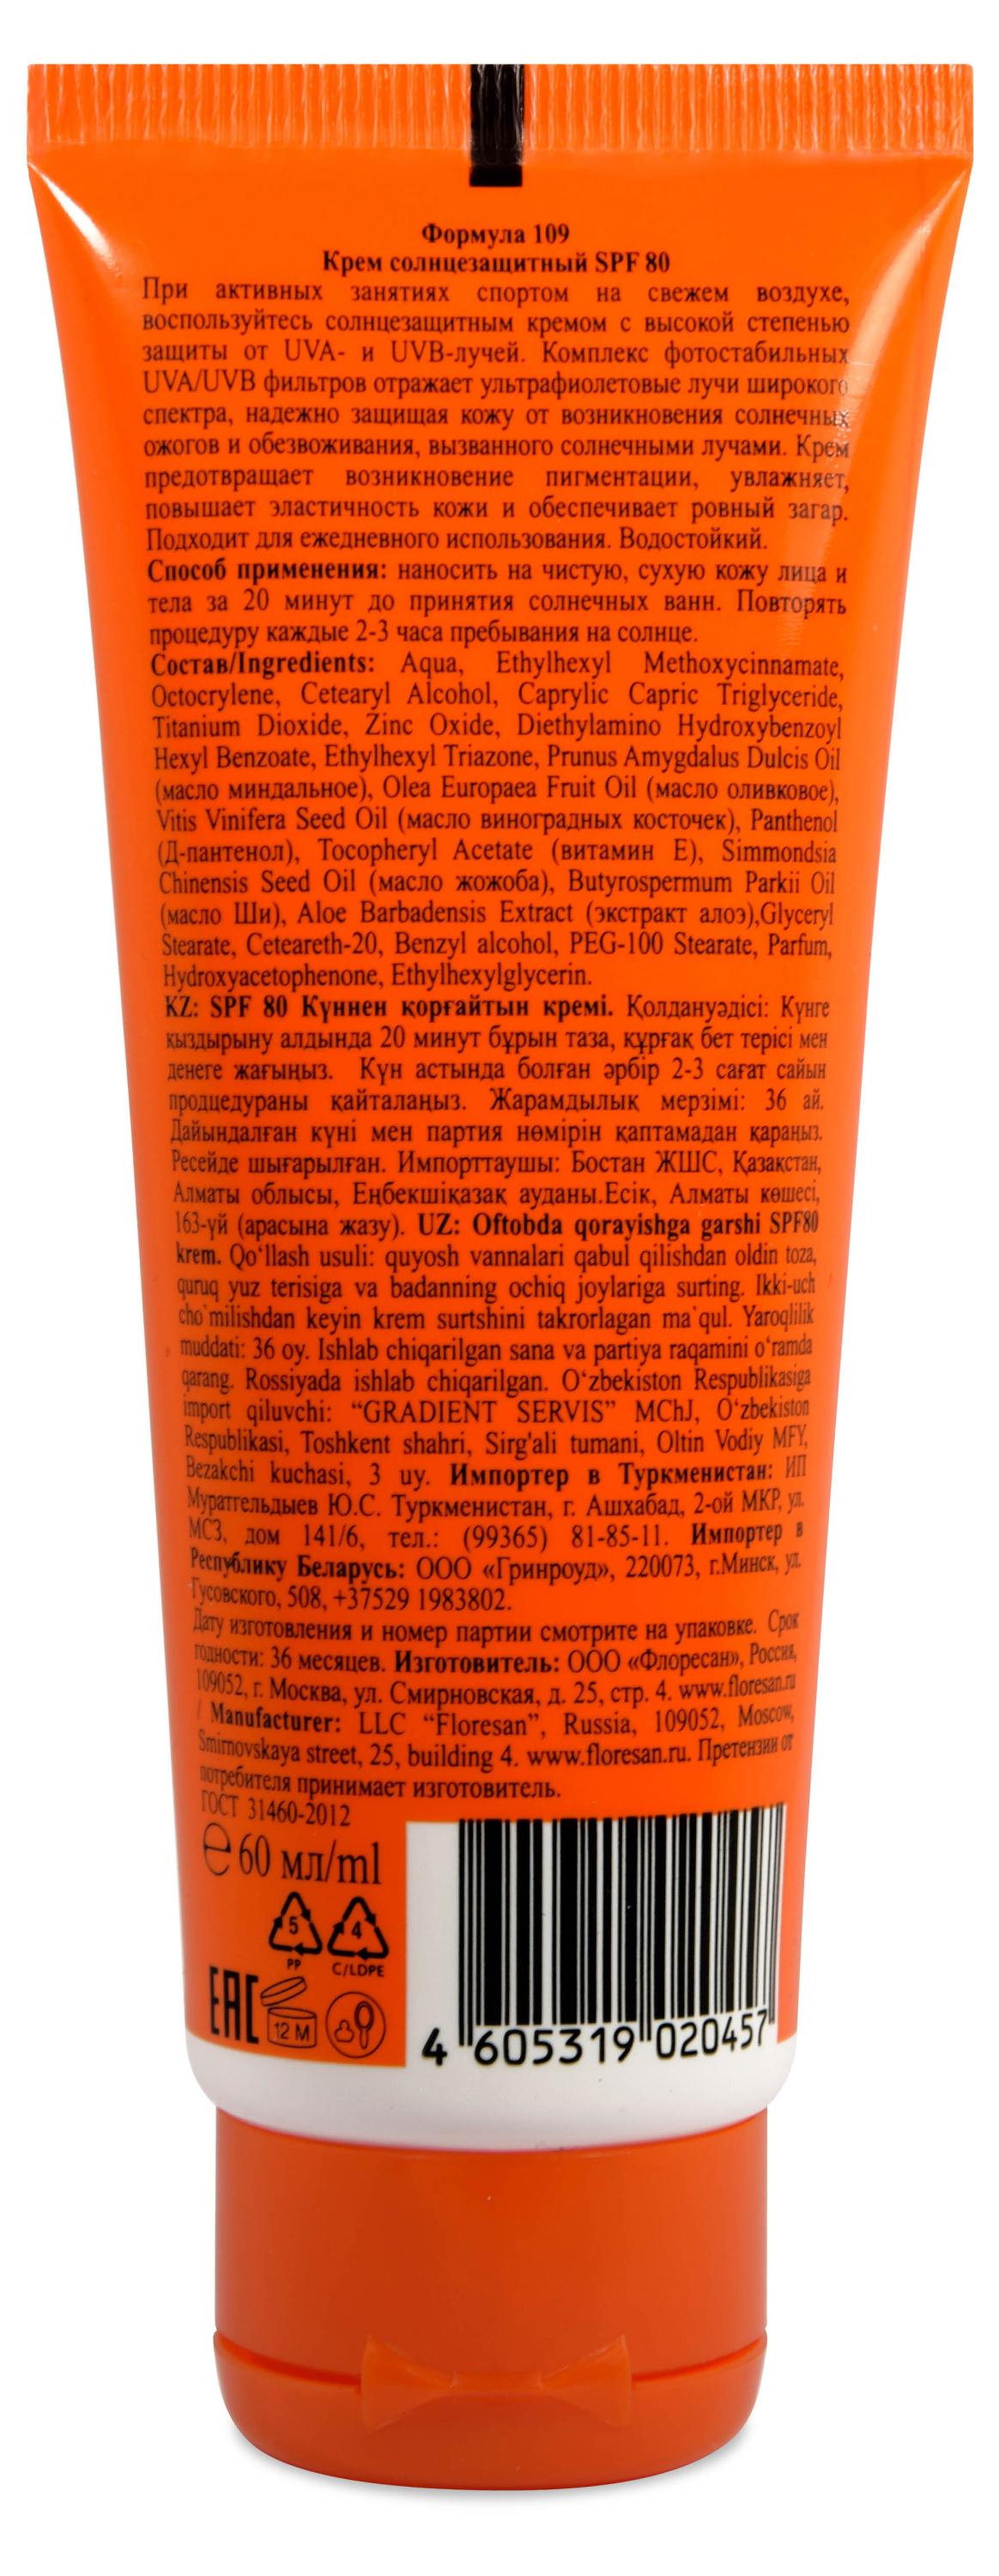 Формула 109
Крем солнцезащитный SPF 80
При активных занятиях спортом на свежем воздухе,
воспользуйтесь солнцезащитным кремом с высокой степенью
защиты от UVA- и UVB-лучей. Комплекс фотостабильных
UVA/UVB фильтров отражает ультрафиолетовые лучи широкого
спектра, надежно защищая кожу от возникновения солнечных
ожогов и обезвоживания, вызванного солнечными лучами. Крем
предотвращает возникновение пигментации, увлажняет,
повышает эластичность кожи и обеспечивает ровный загар.
Подходит для ежедневного использования. Водостойкий.
Способ применения: наносить на чистую, сухую кожу лица и
тела за 20 минут до принятия солнечных ванн. Повторять
процедуру каждые 2-3 часа пребывания на солнце.
Состав/Ingredients: Aqua, Ethylhexyl Methoxycinnamate,
Octocrylene, Cetearyl Alcohol, Caprylic Capric Triglyceride,
Titanium Dioxide, Zinc Oxide, Diethylamino Hydroxybenzoyl
Hexyl Benzoate, Ethylhexyl Triazone, Prunus Amygdalus Dulcis Oil
(масло миндальное), Olea Europaea Fruit Oil (масло оливковое),
Vitis Vinifera Seed Oil (масло виноградных косточек), Panthenol
(Д-пантенол), Tocopheryl Acetate (витамин Е), Simmondsia
Chinensis Seed Oil (масло жожоба), Butyrospermum Parkii Oil
(масло Ши), Aloe Barbadensis Extract (экстракт алоэ),Glyceryl
Stearate, Ceteareth-20, Benzyl alcohol, PEG-100 Stearate, Parfum,
Hydroxyacetophenone, Ethylhexylglycerin.
KZ: SPF 80 Күннен қорғайтын кремі. Қолдануәдісі: Күнге
қыздырыну алдында 20 минут бұрын таза, құрғақ бет терісі мен
денеге жағыңыз. Күн астында болған әрбір 2-3 сағат сайын
продцедураны қайталаңыз. Жарамдылық мерзімі: 36 ай.
Дайындалған күні мен партия нөмірін қаптамадан қараңыз.
Ресейде шығарылған. Импорттаушы: Бостан ЖШС, Қазақстан,
Алматы облысы, Еңбекшіказак ауданы.Есік, Алматы көшесі,
163-үй (арасына жазу). UZ: Oftobda qorayishga garshi SPF80
krem. Qo‘llash usuli: quyosh vannalari qabul qilishdan oldin toza,
quruq yuz terisiga va badanning ochiq joylariga surting. Ikki-uch
cho`milishdan keyin krem surtshini takrorlagan ma`qul. Yaroqlilik
muddati: 36 oy. Ishlab chiqarilgan sana va partiya raqamini o‘ramda
qarang. Rossiyada ishlab chiqarilgan. O‘zbekiston Respublikasiga
import qiluvchi: “GRADIENT SERVIS” MChJ, O‘zbekiston
Respublikasi, Toshkent shahri, Sirg'ali tumani, Oltin Vodiy MFY,
Bezakchi kuchasi, 3 uy. Импортер в Туркменистан: ИП
Мураттельдыев Ю.С. Туркменистан, г. Ашхабад, 2-ой МКР, ул.
МСЗ, дом 141/6, тел.: (99365) 81-85-11. Импортер в
Республику Беларусь: ООО «Гринроуд», 220073, г.Минск, ул.
Гусовского, 508, +37529 1983802.
Дату изготовления и номер партии смотрите на упаковке. Срок
годности: 36 месяцев. Изготовитель: ООО «Флоресан», Россия,
109052, г. Москва, ул. Смирновская, д. 25, стр. 4. www.floresan.ru
/ Manufacturer: LLC “Floresan”, Russia, 109052, Moscow,
Smirnovskaya street, 25, building 4. www.floresan.ru. Претензии от
потребителя принимает изготовитель.
ГОСТ 31460-2012
℮ 60 мл/ml
5 4
PP C/LDPE
EAC 12 M
4 605319 020457